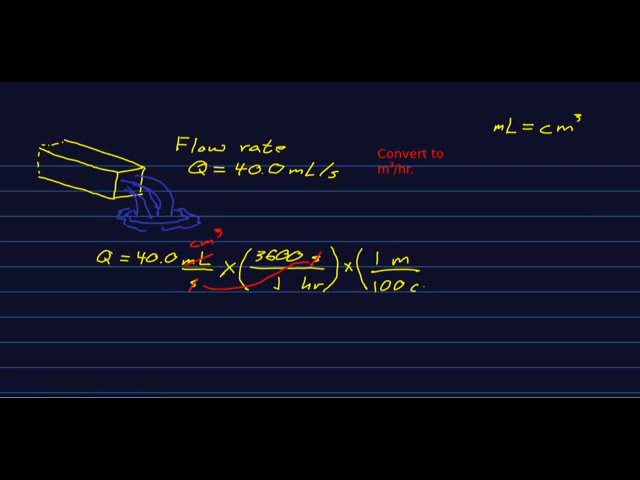 mL = cm³
Flow rate
Q = 40.0 mL/s
Convert to
m³/hr.
cm³
Q = 40.0 mL/s × (3600 s / 1 hr) × (1 m / 100 c